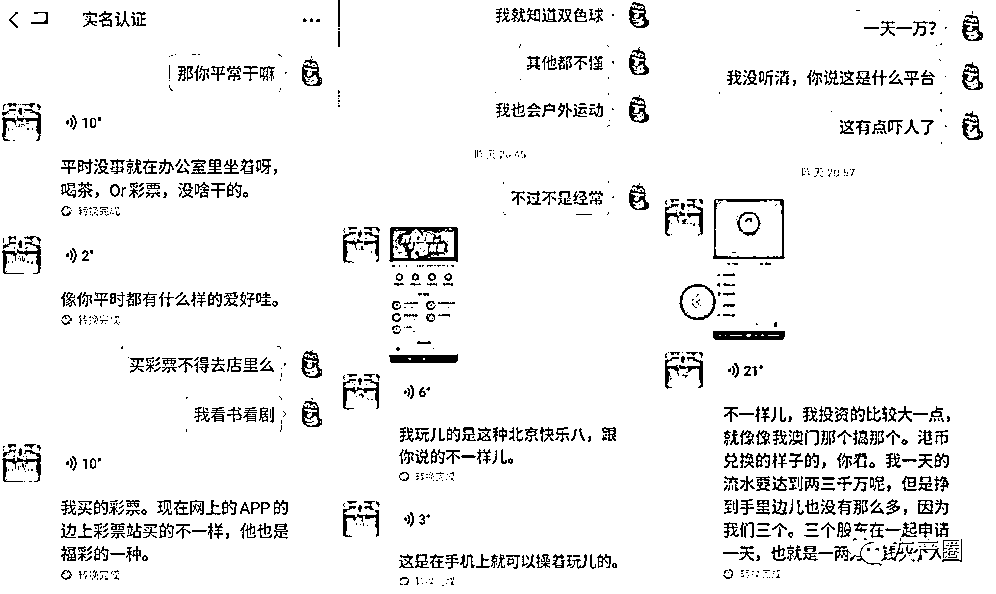 实名认证
那你平常干嘛
10"
平时没事就在办公室里坐着呀，
喝茶，Or彩票，没啥干的。
转换完成
2"
像你平时都有什么样的爱好哇。
转换完成
买彩票不得去店里么
我看书看剧
10"
我买的彩票。现在网上的APP的
边上彩票站买的不一样，他也是
福彩的一种。
转换完成
我就知道双色球
其他都不懂
我也会户外运动
昨天 20:45
不过不是经常
6"
我玩儿的是这种北京快乐八，跟
你说的不一样儿。
转换完成
3"
这是在手机上就可以操着玩儿的。
转换完成
一天一万？
我没听清，你说这是什么平台
这有点吓人了
昨天 20:57
21"
不一样儿，我投资的比较大一点，
就像像我澳门那个搞那个。港币
兑换的样子的，你看。我一天的
流水要达到两三千万呢，但是挣
到手里边儿也没有那么多，因为
我们三个。三个股东在一起申请
一天，也就是一两
转换完成
灰产圈